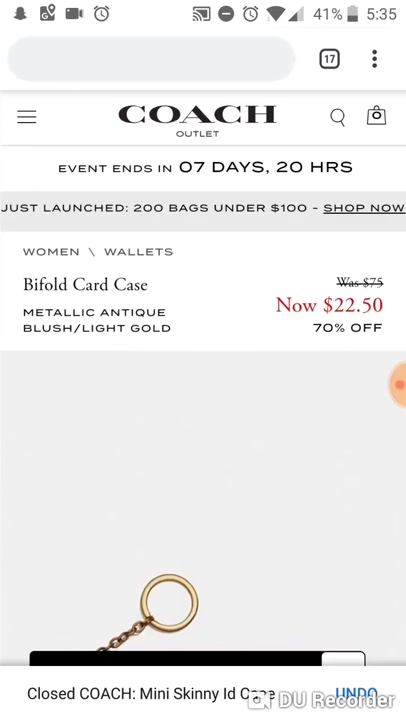 41% 5:35
17
COACH
OUTLET
EVENT ENDS IN 07 DAYS, 20 HRS
JUST LAUNCHED: 200 BAGS UNDER $100 - SHOP NOW
WOMEN \ WALLETS
Bifold Card Case
Was $75
Now $22.50
METALLIC ANTIQUE
BLUSH/LIGHT GOLD
70% OFF
Closed COACH: Mini Skinny Id Case
UNDO
DU Recorder